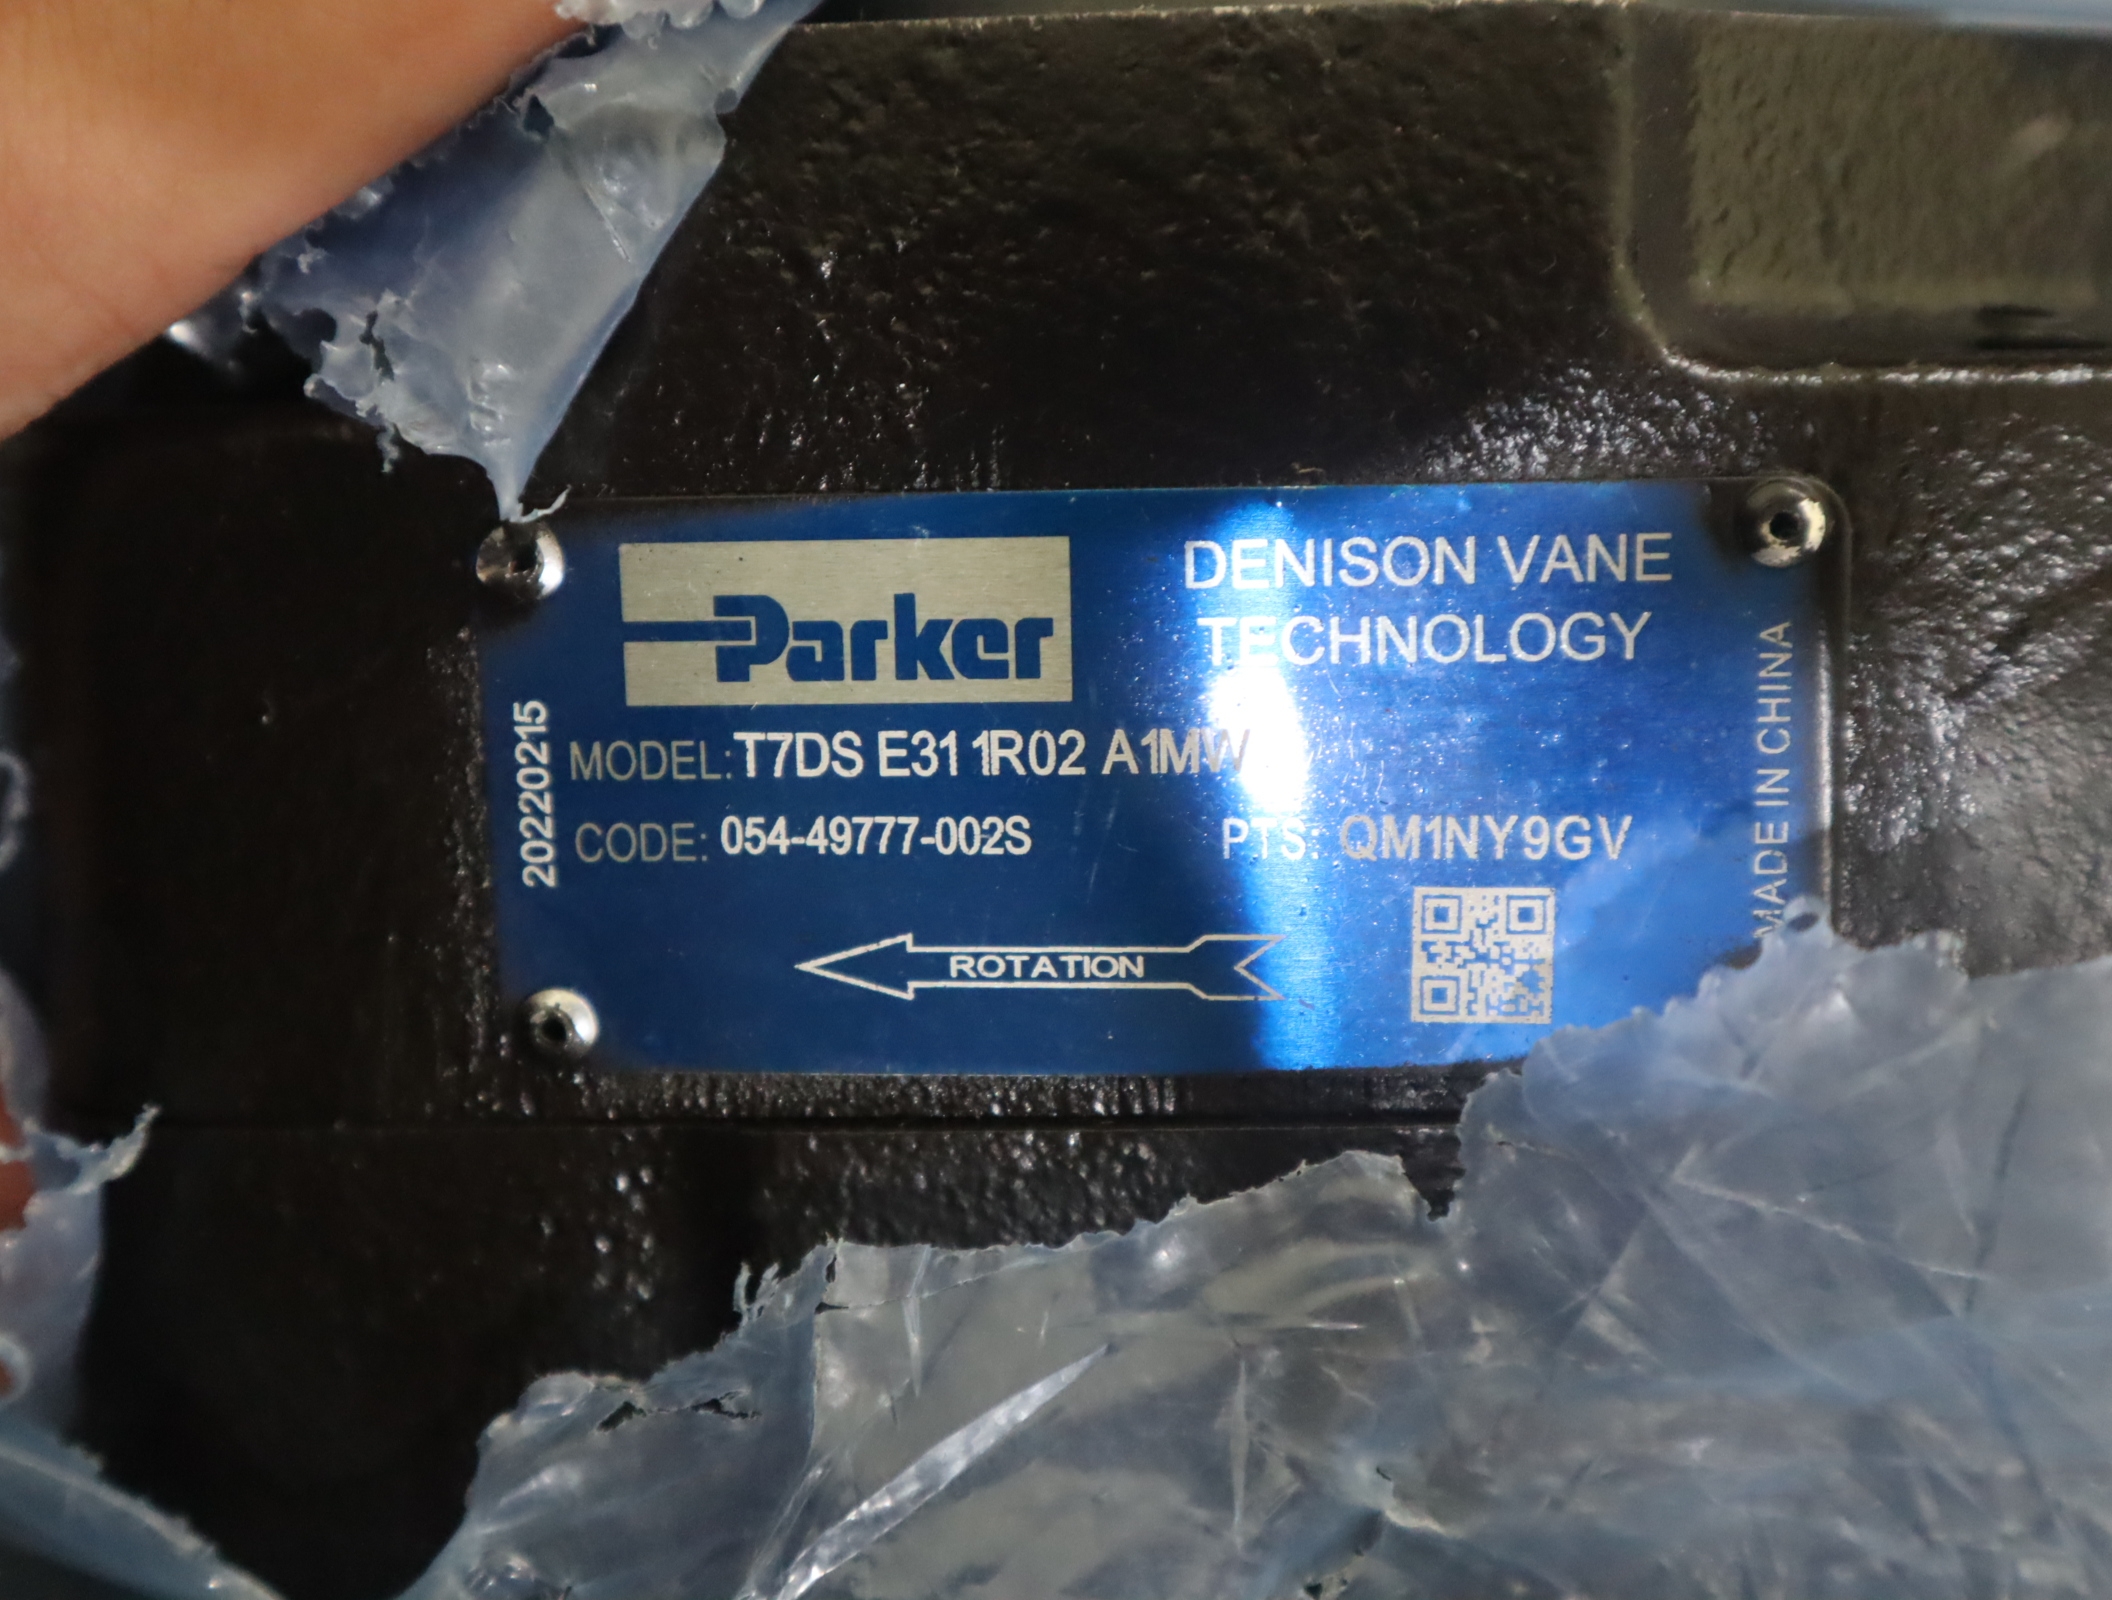 Parker
DENISON VANE
TECHNOLOGY
20220215
MODEL: T7DS E31 1R02 A1MW
CODE: 054-49777-002S
PTS: QM1NY9GV
ROTATION
MADE IN CHINA